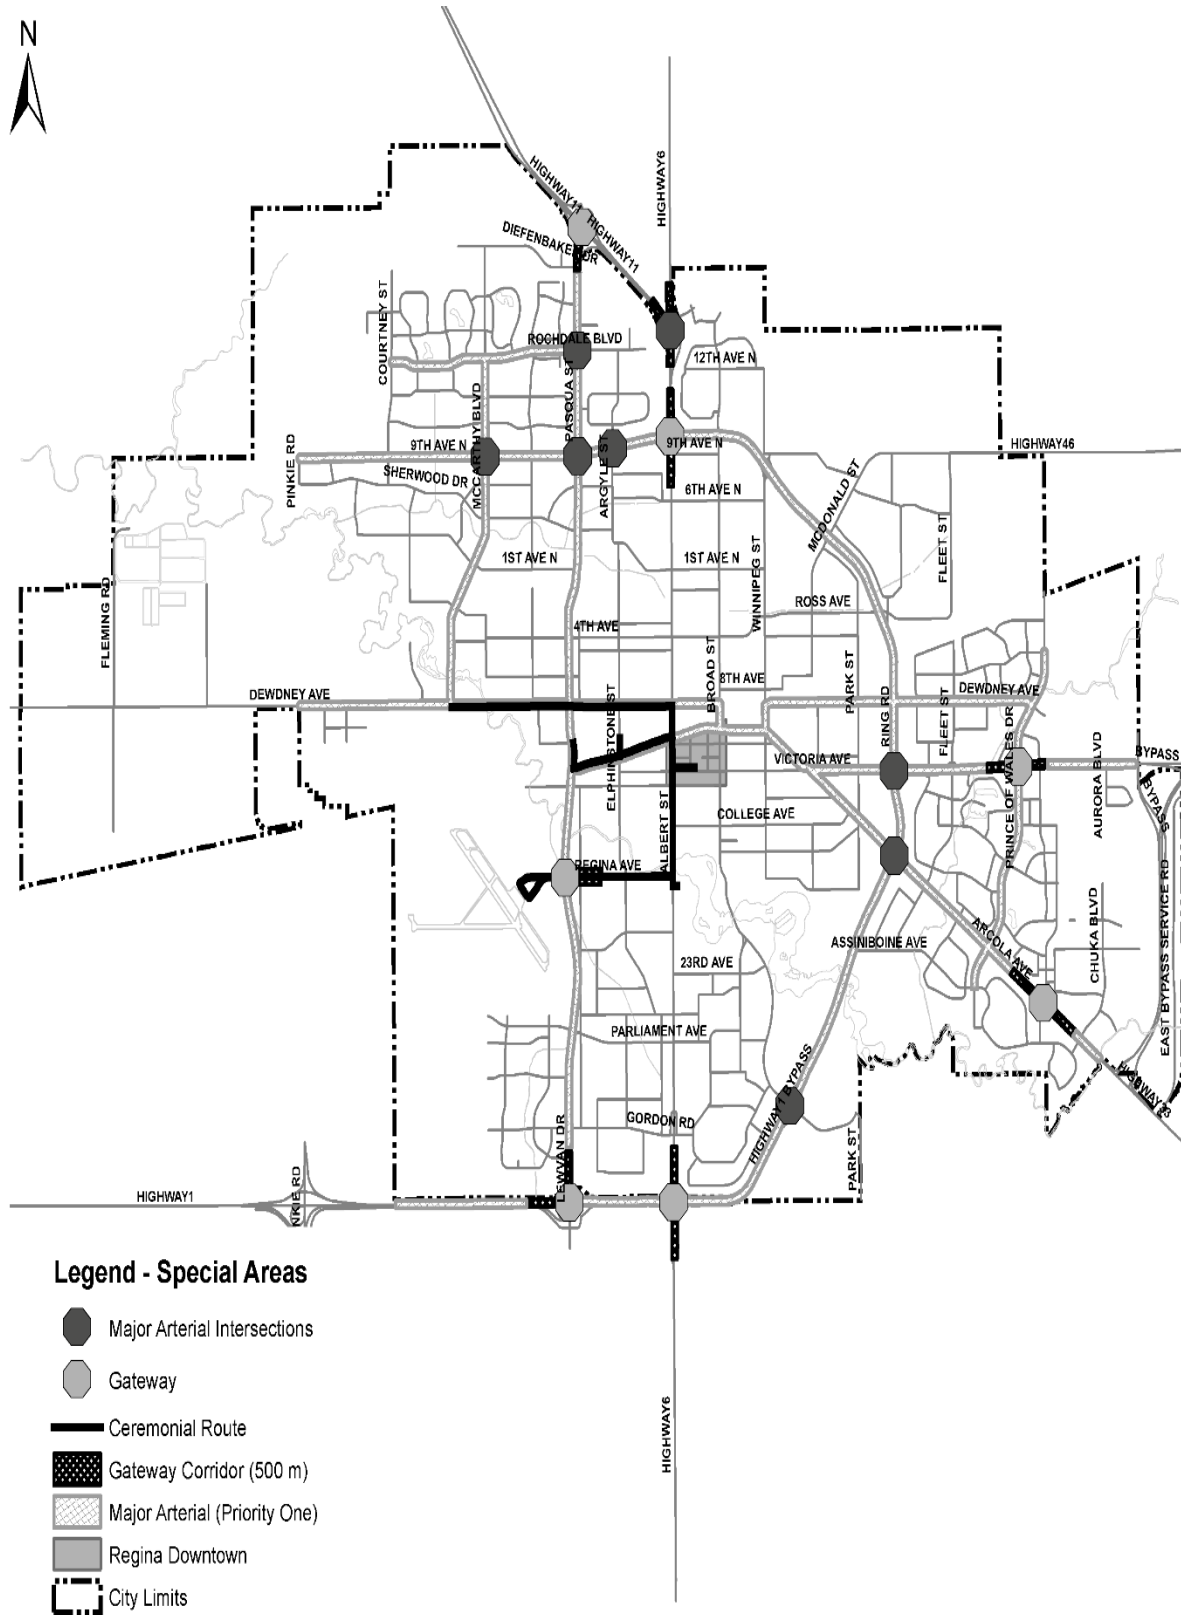 N
HIGHWAY11
HIGHWAY6
HIGHWAY11
DIEFENBAKER DR
COURTNEY ST
ROCHDALE BLVD
12TH AVE N
PASQUA ST
MCCARTHY BLVD
PINKIE RD
9TH AVE N
ARGYLE ST
9TH AVE N
HIGHWAY46
SHERWOOD DR
6TH AVE N
MCDONALD ST
FLEET ST
1ST AVE N
1ST AVE N
WINNIPEG ST
FLEMING RD
ROSS AVE
4TH AVE
BROAD ST
8TH AVE
PARK ST
DEWDNEY AVE
DEWDNEY AVE
ELPHINSTONE ST
RING RD
FLEET ST
PRINCE OF WALES DR
AURORA BLVD
VICTORIA AVE
BYPASS
BYPASS
ALBERT ST
COLLEGE AVE
REGINA AVE
EAST BYPASS SERVICE RD
CHUKA BLVD
ASSINIBOINE AVE
ARCOLA AVE
23RD AVE
PARLIAMENT AVE
HIGHWAY1 BYPASS
HIGHWAY33
GORDON RD
LEWVAN DR
PARK ST
HIGHWAY1
NKIE RD
Legend - Special Areas
Major Arterial Intersections
Gateway
Ceremonial Route
Gateway Corridor (500 m)
HIGHWAY6
Major Arterial (Priority One)
Regina Downtown
City Limits